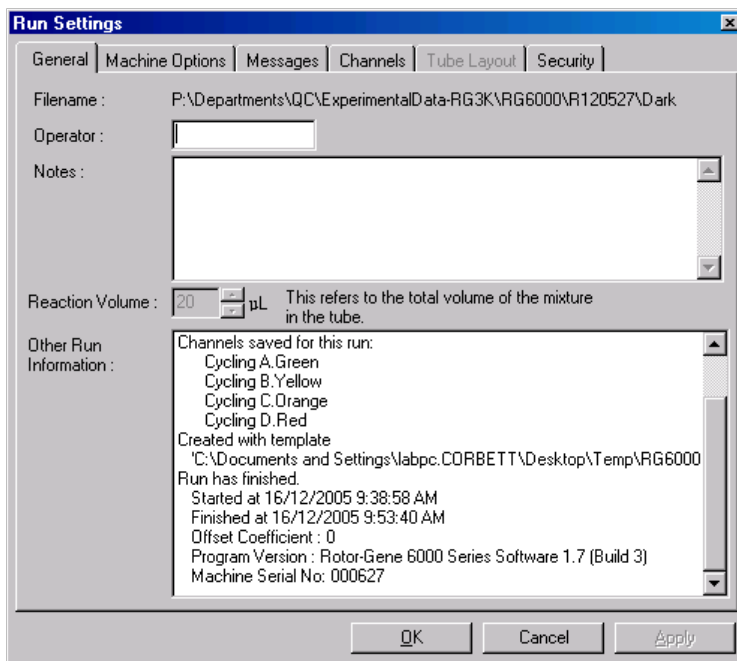 Run Settings
General Machine Options Messages Channels Tube Layout Security
Filename : P:\Departments\QC\ExperimentalData-RG3K\RG6000\R120527\Dark
Operator :
Notes :
Reaction Volume : 20 µL This refers to the total volume of the mixture
in the tube.
Other Run
Information :
Channels saved for this run:
Cycling A.Green
Cycling B.Yellow
Cycling C.Orange
Cycling D.Red
Created with template
'C:\Documents and Settings\labpc.CORBETT\Desktop\Temp\RG6000
Run has finished.
Started at 16/12/2005 9:38:58 AM
Finished at 16/12/2005 9:53:40 AM
Offset Coefficient : 0
Program Version : Rotor-Gene 6000 Series Software 1.7 (Build 3)
Machine Serial No: 000627
OK Cancel Apply